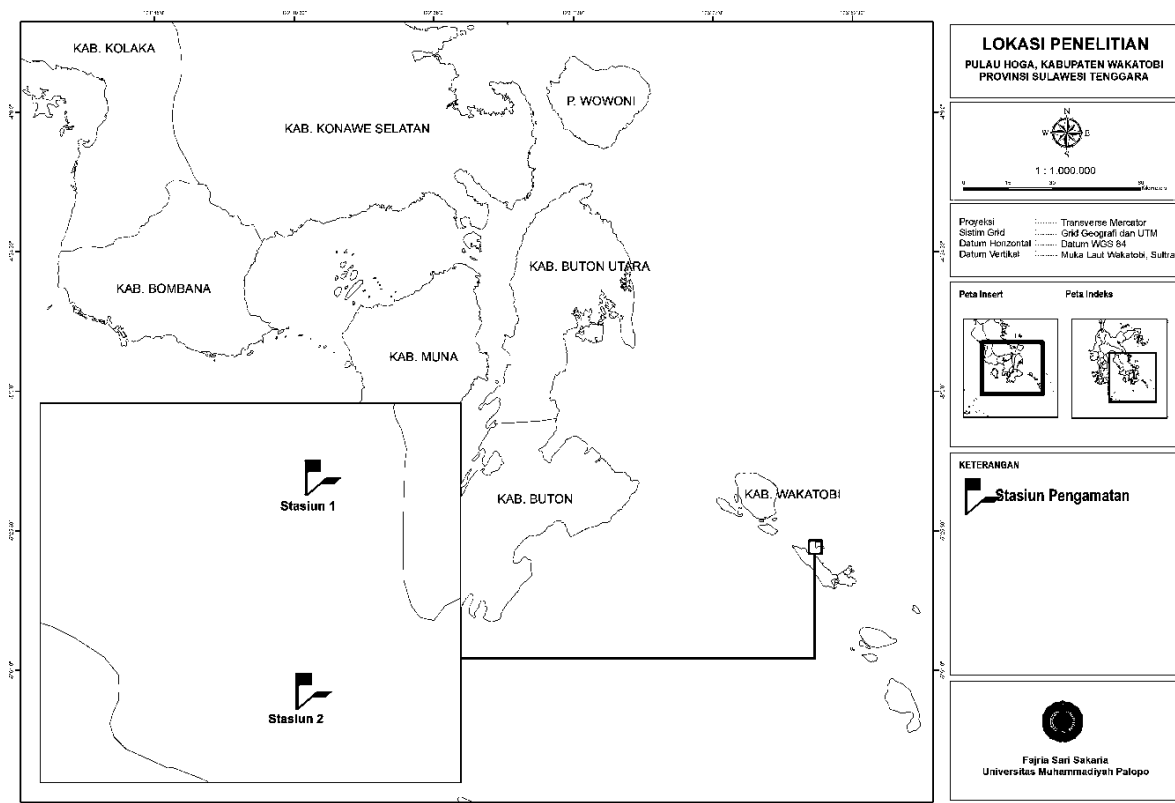 KAB. KOLAKA
KAB. KONAWE SELATAN
P. WOWONI
KAB. BOMBANA
KAB. BUTON UTARA
KAB. MUNA
KAB. BUTON
KAB. WAKATOBI
Stasiun 1
Stasiun 2
LOKASI PENELITIAN
PULAU HOGA, KABUPATEN WAKATOBI
PROVINSI SULAWESI TENGGARA
N
W
S
1 : 1.000.000
Proyeksi :....... Transverse Mercator
Sistim Grid :....... Grid Geografi dan UTM
Datum Horizontal :....... Datum WGS 84
Datum Vertikal :....... Muka Laut Wakatobi, Sultra
Peta Insert Peta Indeks
KETERANGAN
Stasiun Pengamatan
Fajria Sari Sakaria
Universitas Muhammadiyah Palopo